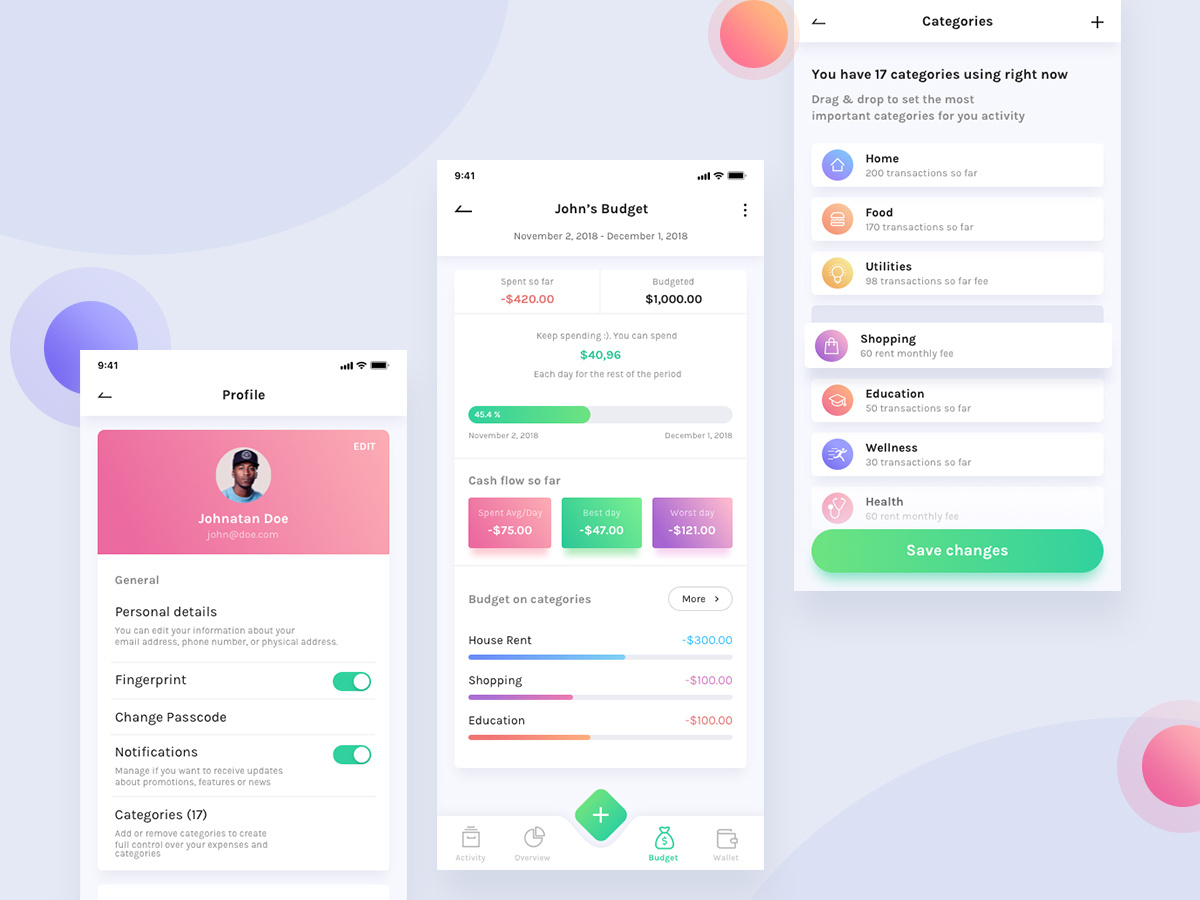 9:41
Profile
EDIT
Johnatan Doe
john@doe.com
General
Personal details
You can edit your information about your
email address, phone number, or physical address.
Fingerprint
Change Passcode
Notifications
Manage if you want to receive updates
about promotions, features or news
Categories (17)
Add or remove categories to create
full control over your expenses and
categories
9:41
John's Budget
November 2, 2018 - December 1, 2018
Spent so far
-$420.00
Budgeted
$1,000.00
Keep spending :). You can spend
$40,96
Each day for the rest of the period
45.4 %
November 2, 2018
December 1, 2018
Cash flow so far
Spent Avg/Day
-$75.00
Best day
-$47.00
Worst day
-$121.00
Budget on categories
More
House Rent
-$300.00
Shopping
-$100.00
Education
-$100.00
Activity
Overview
Budget
Wallet
Categories
You have 17 categories using right now
Drag & drop to set the most
important categories for you activity
Home
200 transactions so far
Food
170 transactions so far
Utilities
98 transactions so far fee
Shopping
60 rent monthly fee
Education
50 transactions so far
Wellness
30 transactions so far
Health
60 rent monthly fee
Save changes